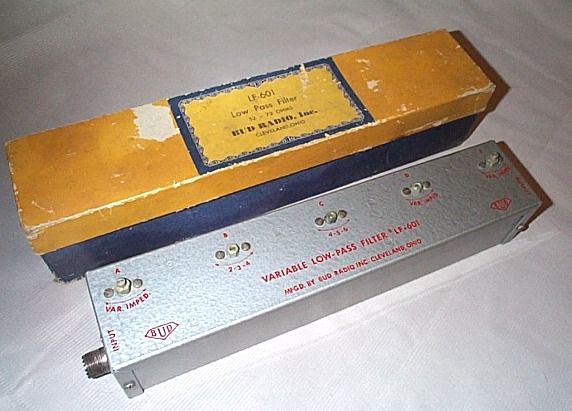 LF-601
Low Pass Filter
52 - 72 OHMS
BUD RADIO, Inc.
CLEVELAND, OHIO
A
VAR. IMPED.
B
2-3-4
C
4-5-6
D
VAR. IMPED.
VAR. IMPED.
VARIABLE LOW-PASS FILTER LF-601
MFGD. BY BUD RADIO INC. CLEVELAND, OHIO
INPUT
BUD
BUD